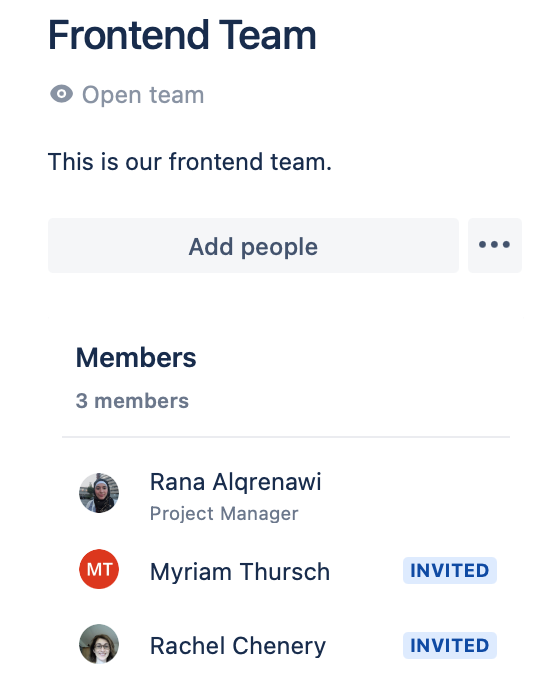 Frontend Team
Open team
This is our frontend team.
Add people
Members
3 members
Rana Alqrenawi
Project Manager
MT Myriam Thursch INVITED
Rachel Chenery INVITED